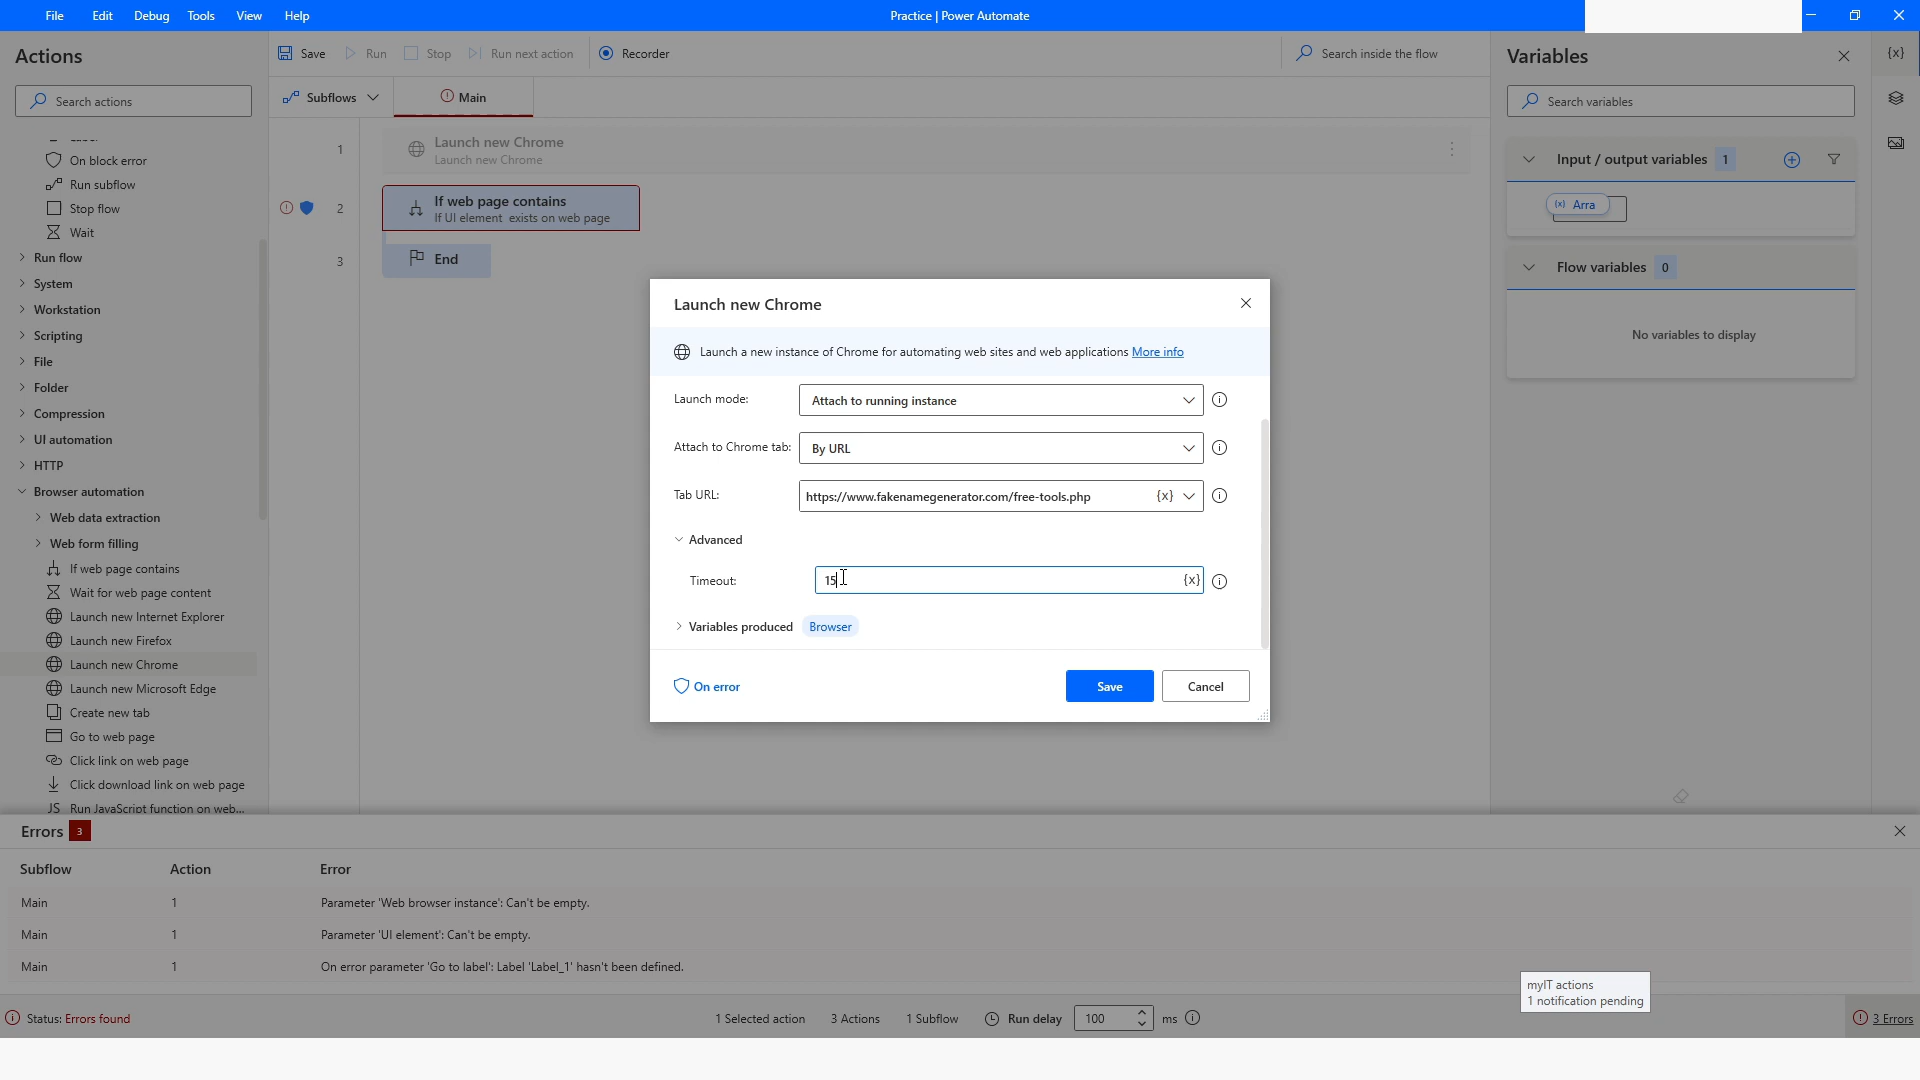 File Edit Debug Tools View Help
Practice | Power Automate
Actions
Search actions
On block error
Run subflow
Stop flow
Wait
Run flow
System
Workstation
Scripting
File
Folder
Compression
UI automation
HTTP
Browser automation
Web data extraction
Web form filling
If web page contains
Wait for web page content
Launch new Internet Explorer
Launch new Firefox
Launch new Chrome
Launch new Microsoft Edge
Create new tab
Go to web page
Click link on web page
Click download link on web page
JS Run JavaScript function on web...
Save Run Stop Run next action Recorder
Search inside the flow
Subflows Main
1 Launch new Chrome
Launch new Chrome
2 If web page contains
If UI element exists on web page
3 End
Launch new Chrome
Launch a new instance of Chrome for automating web sites and web applications More info
Launch mode: Attach to running instance
Attach to Chrome tab: By URL
Tab URL: https://www.fakenamegenerator.com/free-tools.php {x}
Advanced
Timeout: 15 {x}
Variables produced Browser
On error Save Cancel
Variables
{x}
Search variables
Input / output variables 1
(x) Arra
Flow variables 0
No variables to display
Errors 3
Subflow Action Error
Main 1 Parameter 'Web browser instance': Can't be empty.
Main 1 Parameter 'UI element': Can't be empty.
Main 1 On error parameter 'Go to label': Label 'Label_1' hasn't been defined.
myIT actions
1 notification pending
Status: Errors found
1 Selected action 3 Actions 1 Subflow Run delay 100 ms
3 Errors